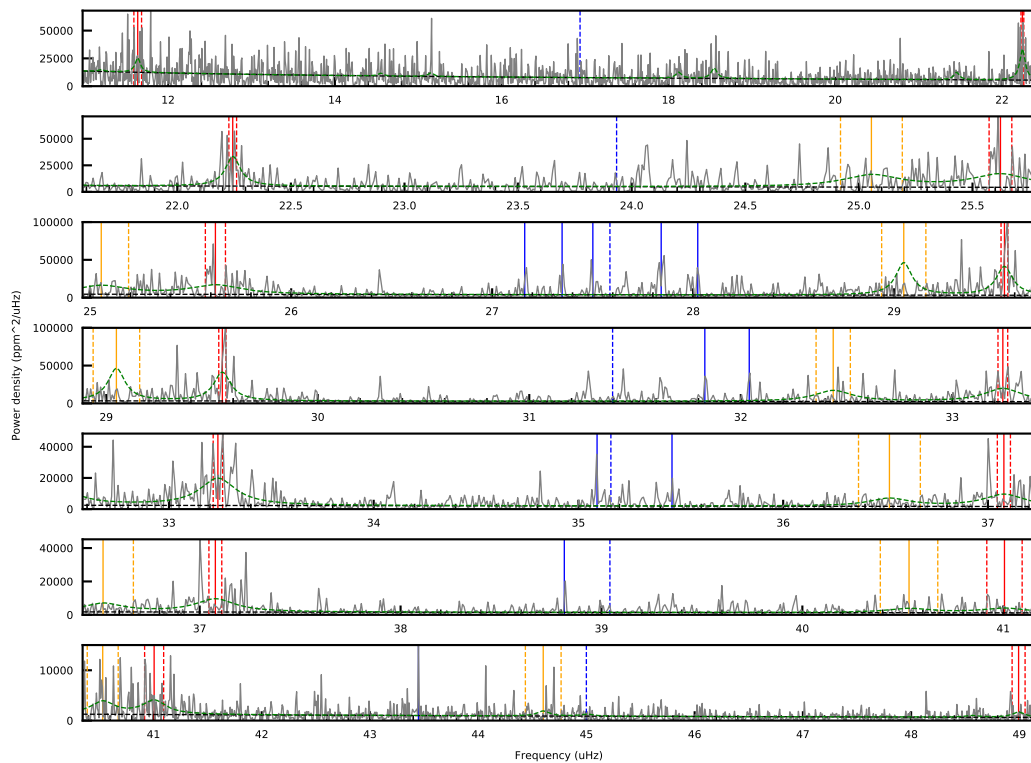 50000
25000
0
12 14 16 18 20 22
50000
25000
0
22.0 22.5 23.0 23.5 24.0 24.5 25.0 25.5
100000
50000
0
25 26 27 28 29
100000
50000
0
29 30 31 32 33
40000
20000
0
33 34 35 36 37
40000
20000
0
37 38 39 40 41
10000
0
41 42 43 44 45 46 47 48 49
Power density (ppm^2/uHz)
Frequency (uHz)